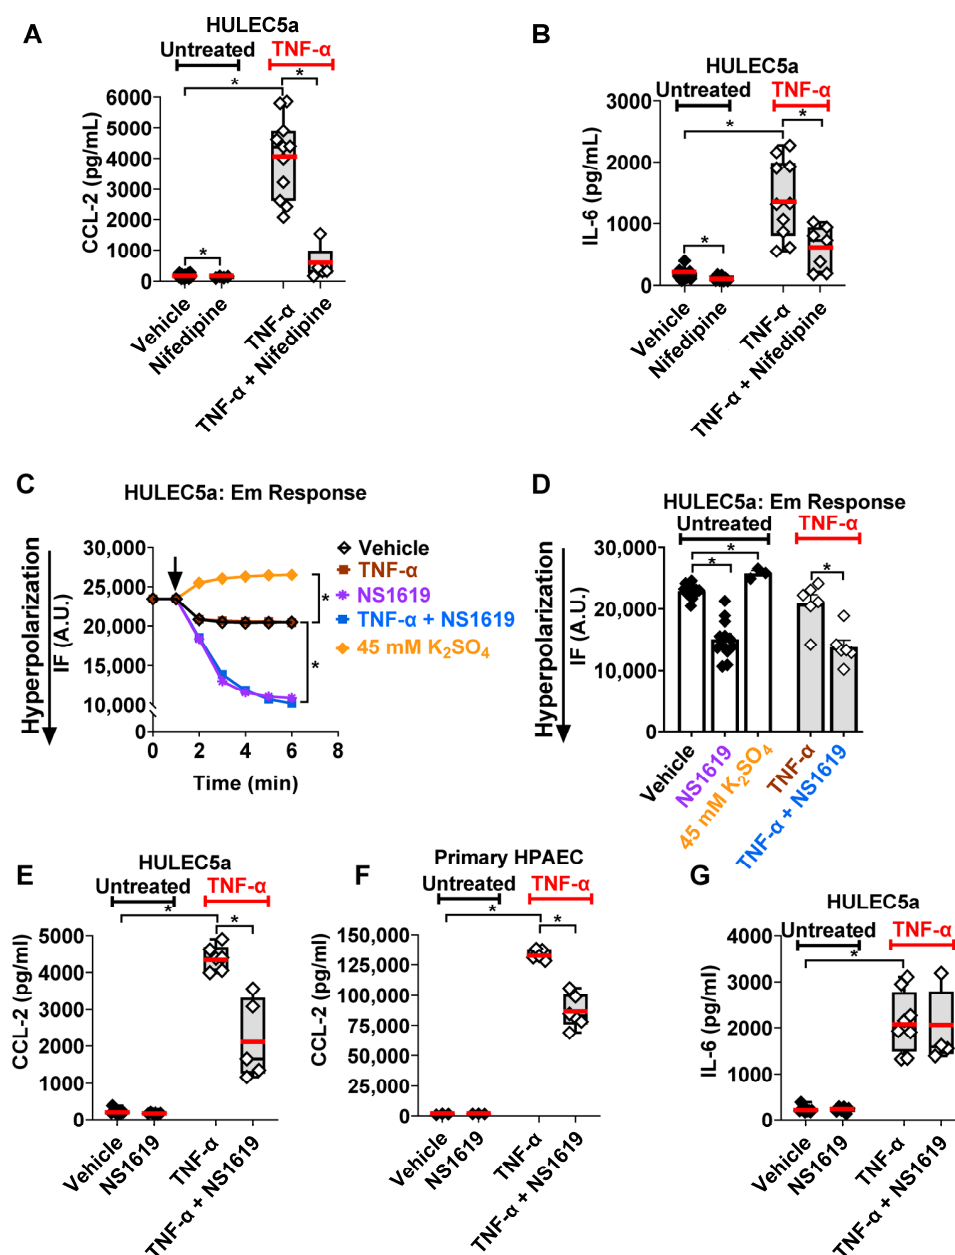 A
HULEC5a
Untreated
TNF-α
*
*
*
CCL-2 (pg/mL)
6000
5000
4000
3000
2000
1000
0
Vehicle
Nifedipine
TNF-α
TNF-α + Nifedipine
B
HULEC5a
Untreated
TNF-α
*
*
*
IL-6 (pg/mL)
3000
2000
1000
0
Vehicle
Nifedipine
TNF-α
TNF-α + Nifedipine
C
HULEC5a: Em Response
Hyperpolarization
IF (A.U.)
30,000
25,000
20,000
15,000
10,000
0
0 2 4 6 8
Time (min)
Vehicle
TNF-α
NS1619
TNF-α + NS1619
45 mM K₂SO₄
*
*
D
HULEC5a: Em Response
Untreated
TNF-α
*
*
*
Hyperpolarization
IF (A.U.)
30,000
20,000
10,000
0
Vehicle
NS1619
45 mM K₂SO₄
TNF-α
TNF-α + NS1619
E
HULEC5a
Untreated
TNF-α
*
*
CCL-2 (pg/ml)
5000
4000
3000
2000
1000
0
Vehicle
NS1619
TNF-α
TNF-α + NS1619
F
Primary HPAEC
Untreated
TNF-α
*
*
CCL-2 (pg/ml)
150,000
125,000
100,000
75,000
50,000
25,000
0
Vehicle
NS1619
TNF-α
TNF-α + NS1619
G
HULEC5a
Untreated
TNF-α
*
IL-6 (pg/ml)
4000
3000
2000
1000
0
Vehicle
NS1619
TNF-α
TNF-α + NS1619